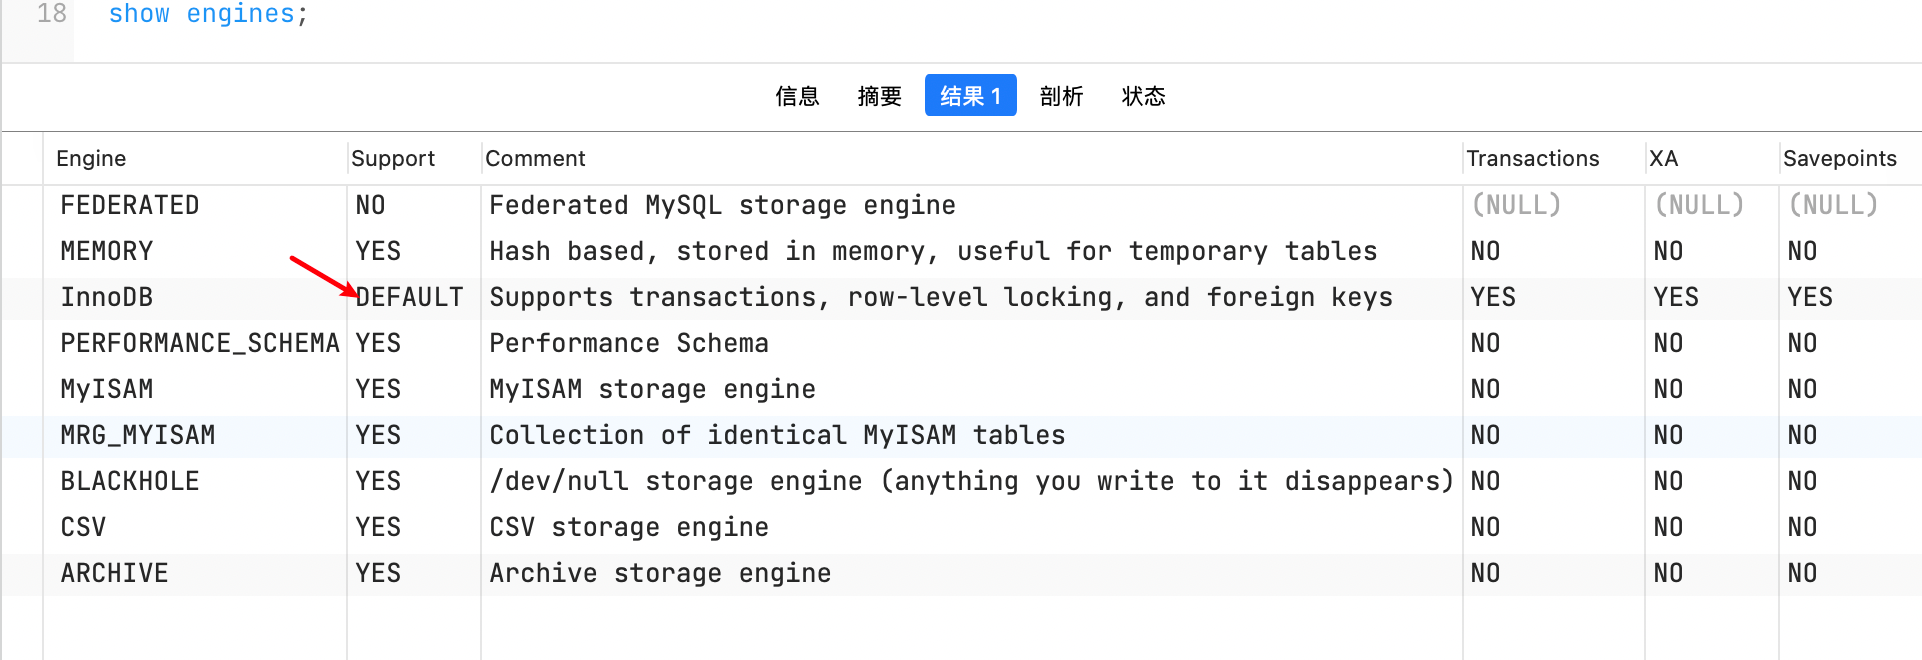 18 show engines;
信息 摘要 结果 1 剖析 状态
Engine Support Comment Transactions XA Savepoints
FEDERATED NO Federated MySQL storage engine (NULL) (NULL) (NULL)
MEMORY YES Hash based, stored in memory, useful for temporary tables NO NO NO
InnoDB DEFAULT Supports transactions, row-level locking, and foreign keys YES YES YES
PERFORMANCE_SCHEMA YES Performance Schema NO NO NO
MyISAM YES MyISAM storage engine NO NO NO
MRG_MYISAM YES Collection of identical MyISAM tables NO NO NO
BLACKHOLE YES /dev/null storage engine (anything you write to it disappears) NO NO NO
CSV YES CSV storage engine NO NO NO
ARCHIVE YES Archive storage engine NO NO NO